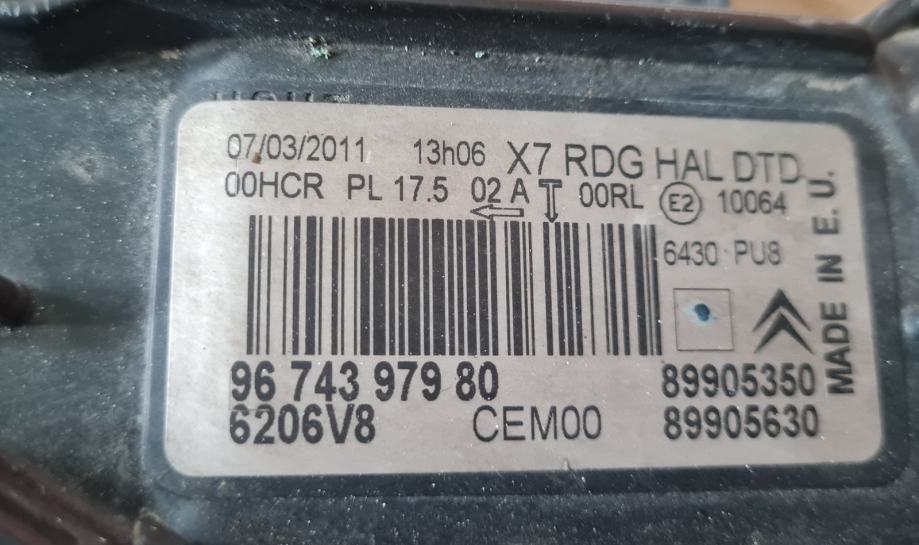 07/03/2011 13h06 X7 RDG HAL DTD
00HCR PL 17.5 02 A 00RL E2 10064
6430 PU8
96 743 979 80 89905350
6206V8 CEM00 89905630
MADE IN E.U.